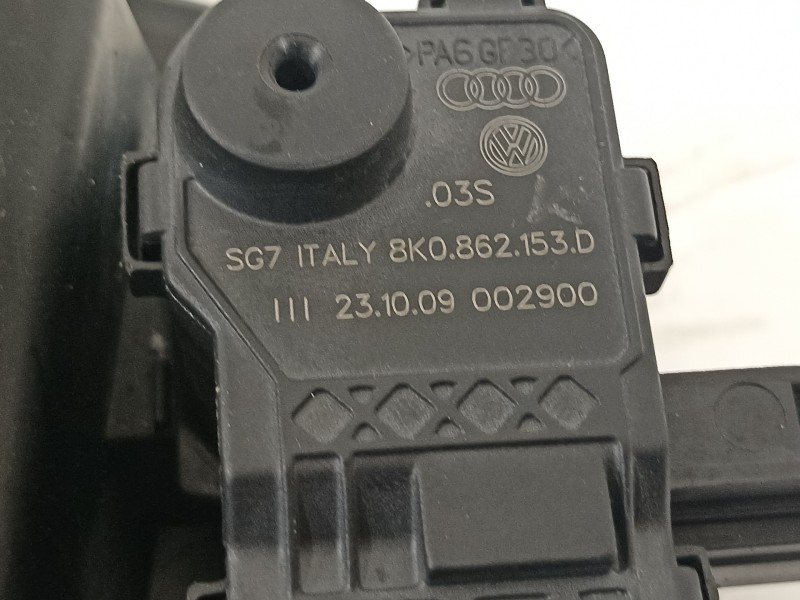 >PA6 GF30<
.03S
SG7 ITALY 8K0.862.153.D
III 23.10.09 002900